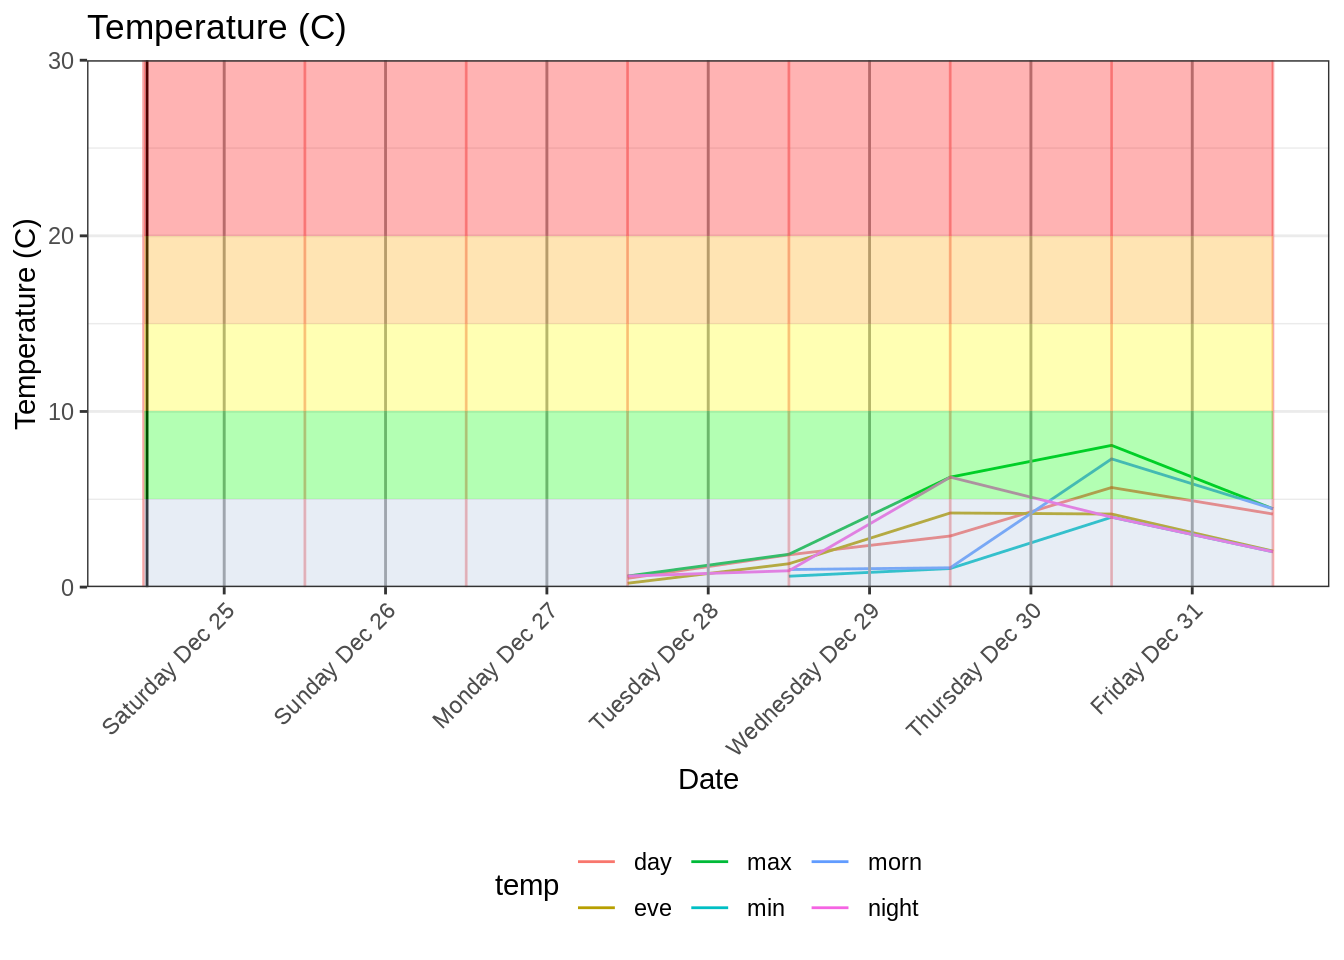 Temperature (C)
30
20
10
0
Temperature (C)
Saturday Dec 25
Sunday Dec 26
Monday Dec 27
Tuesday Dec 28
Wednesday Dec 29
Thursday Dec 30
Friday Dec 31
Date
temp
day
max
morn
eve
min
night